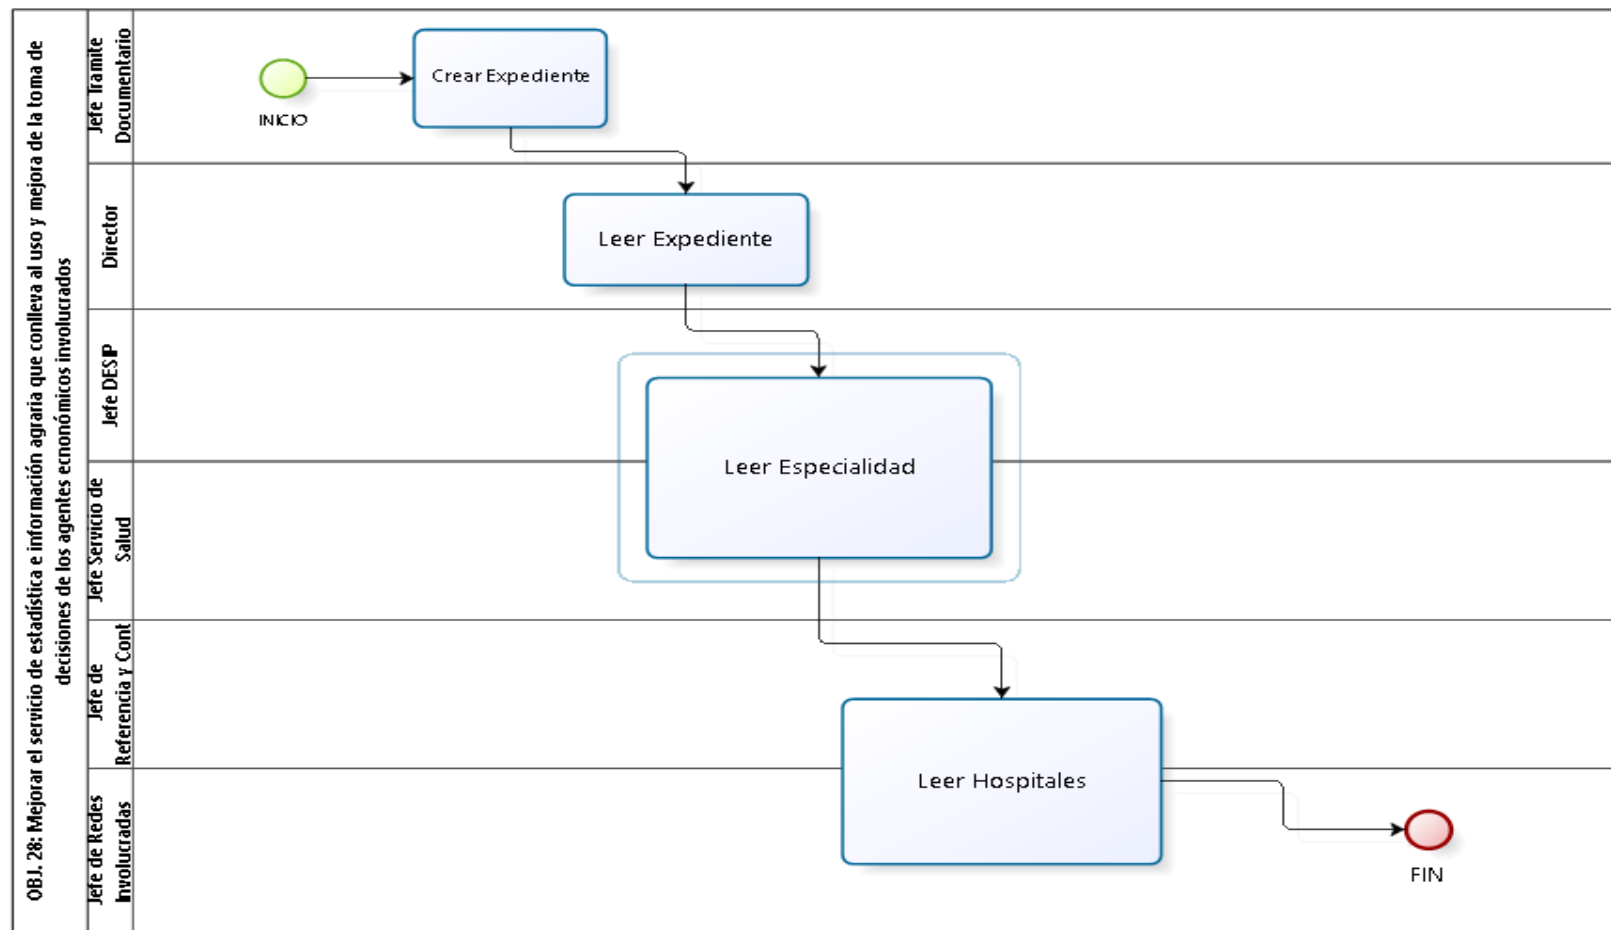 OBJ. 28: Mejorar el servicio de estadística e información agraria que conlleva al uso y mejora de la toma de
decisiones de los agentes económicos involucrados
Jefe Tramite
Documentario
INICIO
Crear Expediente
Director
Leer Expediente
Jefe DESIP
Leer Especialidad
Jefe Servicio de
Salud
Jefe de
Referencia y Cont
Leer Hospitales
Jefe de Redes
Involucradas
FIN